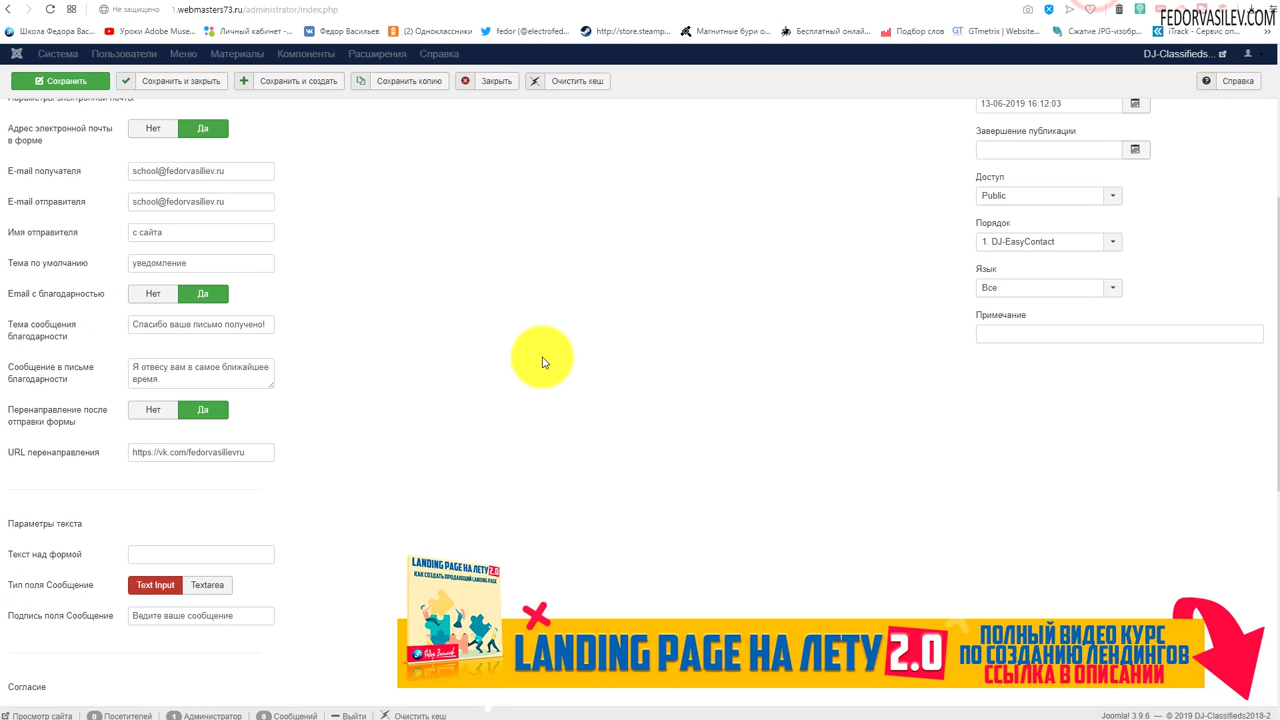 Не защищено
1.webmasters73.ru/administrator/index.php
FEDORVASILEV.COM
Школа Федора Вас...
Уроки Adobe Muse...
Личный кабинет -...
Федор Васильев
(2) Одноклассники
fedor (@electrofed...
http://store.steamp...
Магнитные бури о...
Бесплатный онлай...
Подбор слов
GTmetrix | Website...
Сжатие JPG-изобр...
iTrack - Сервис оп...
Система
Пользователи
Меню
Материалы
Компоненты
Расширения
Справка
DJ-Classifieds...
Сохранить
Сохранить и закрыть
Сохранить и создать
Сохранить копию
Закрыть
Очистить кеш
Справка
Параметры электронной почты
Адрес электронной почты
в форме
Нет
Да
E-mail получателя
school@fedorvasiliev.ru
E-mail отправителя
school@fedorvasiliev.ru
Имя отправителя
с сайта
Тема по умолчанию
уведомление
Email с благодарностью
Нет
Да
Тема сообщения
благодарности
Спасибо ваше письмо получено!
Сообщение в письме
благодарности
Я отвесу вам в самое ближайшее
время.
Перенаправление после
отправки формы
Нет
Да
URL перенаправления
https://vk.com/fedorvasilievru
Параметры текста
Текст над формой
Тип поля Сообщение
Text Input
Textarea
Подпись поля Сообщение
Ведите ваше сообщение
Согласие
13-06-2019 16:12:03
Завершение публикации
Доступ
Public
Порядок
1. DJ-EasyContact
Язык
Все
Примечание
LANDING PAGE НА ЛЕТУ 2.0
КАК СОЗДАТЬ ПРОДАЮЩИЙ LANDING PAGE
Федор Васильев
LANDING PAGE НА ЛЕТУ 2.0
ПОЛНЫЙ ВИДЕО КУРС
ПО СОЗДАНИЮ ЛЕНДИНГОВ
ССЫЛКА В ОПИСАНИИ
Просмотр сайта
0 Посетителей
1 Администратор
0 Сообщений
Выйти
Очистить кеш
Joomla! 3.9.6 — © 2019 DJ-Classifieds2018-2